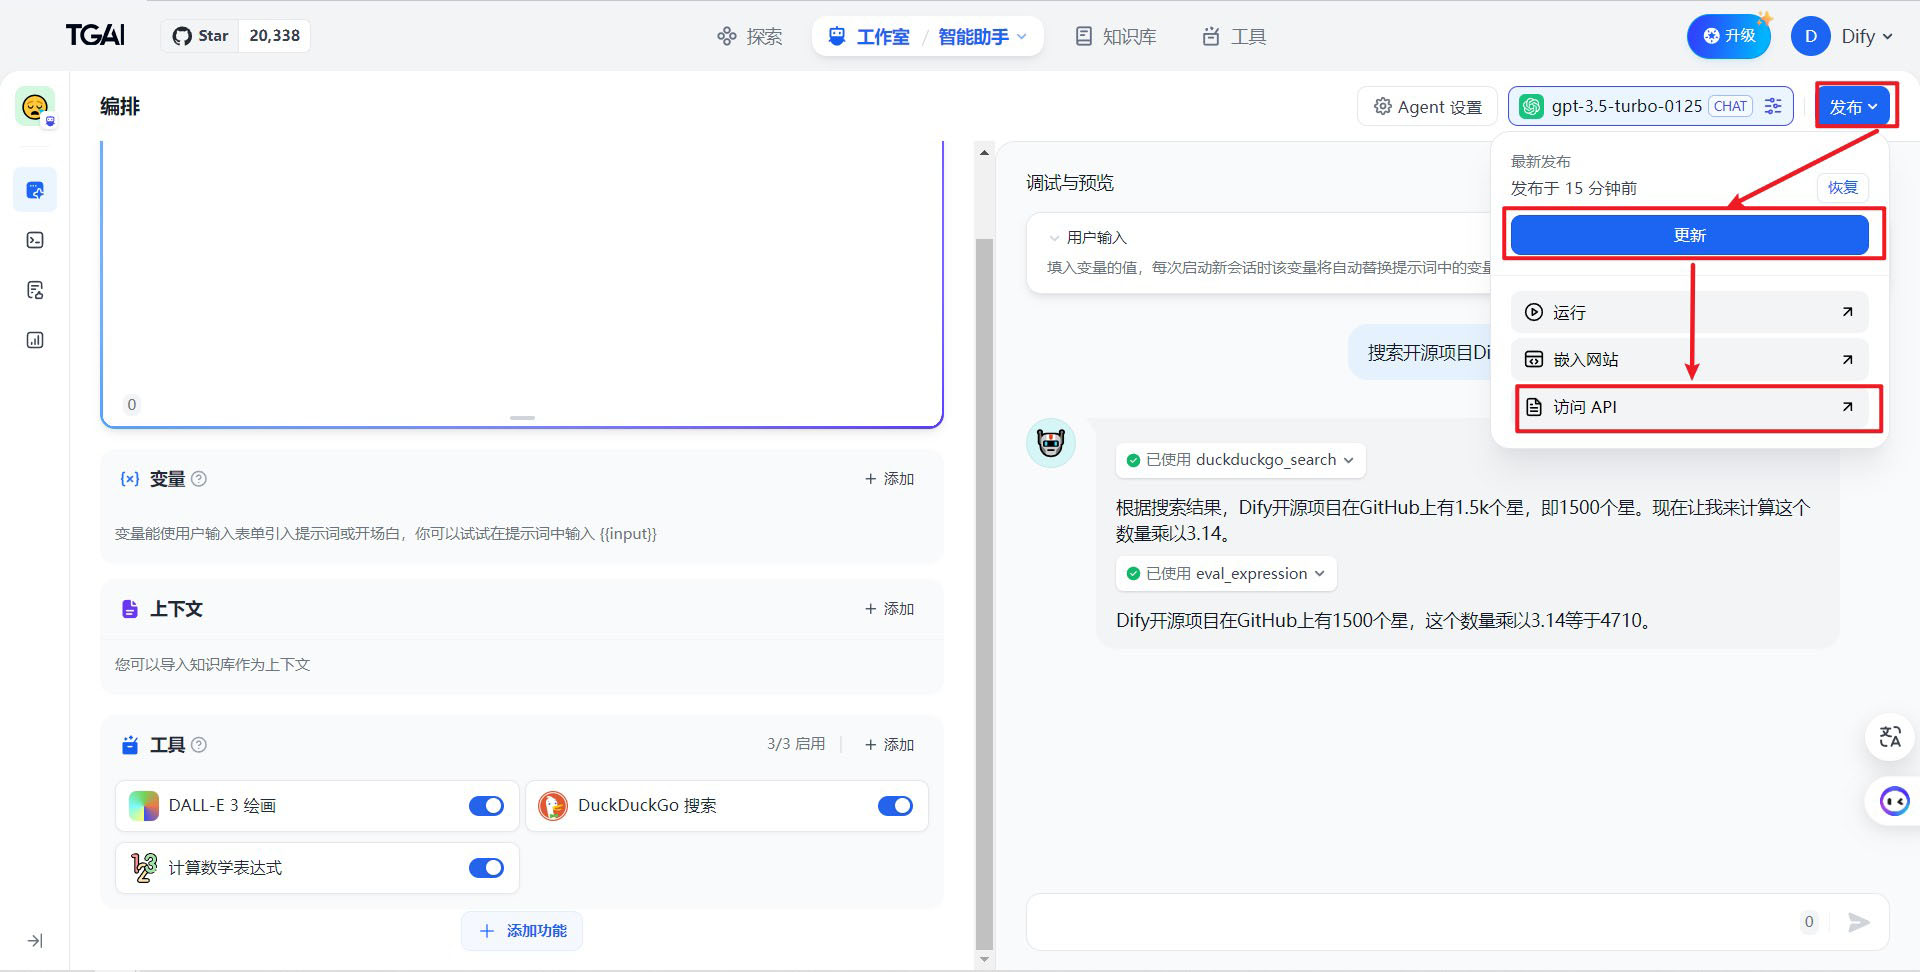 TGAI
Star 20,338
探索
工作室 / 智能助手
知识库
工具
升级
D Dify
编排
Agent 设置
gpt-3.5-turbo-0125 CHAT
发布
最新发布
发布于 15 分钟前
恢复
更新
运行
嵌入网站
访问 API
0
{x} 变量
+ 添加
变量能使用户输入表单引入提示词或开场白，你可以试试在提示词中输入 {{input}}
上下文
+ 添加
您可以导入知识库作为上下文
工具
3/3 启用
+ 添加
DALL-E 3 绘画
DuckDuckGo 搜索
计算数学表达式
+ 添加功能
调试与预览
用户输入
填入变量的值，每次启动新会话时该变量将自动替换提示词中的变量
搜索开源项目Di
已使用 duckduckgo_search
根据搜索结果，Dify开源项目在GitHub上有1.5k个星，即1500个星。现在让我来计算这个
数量乘以3.14。
已使用 eval_expression
Dify开源项目在GitHub上有1500个星，这个数量乘以3.14等于4710。
0